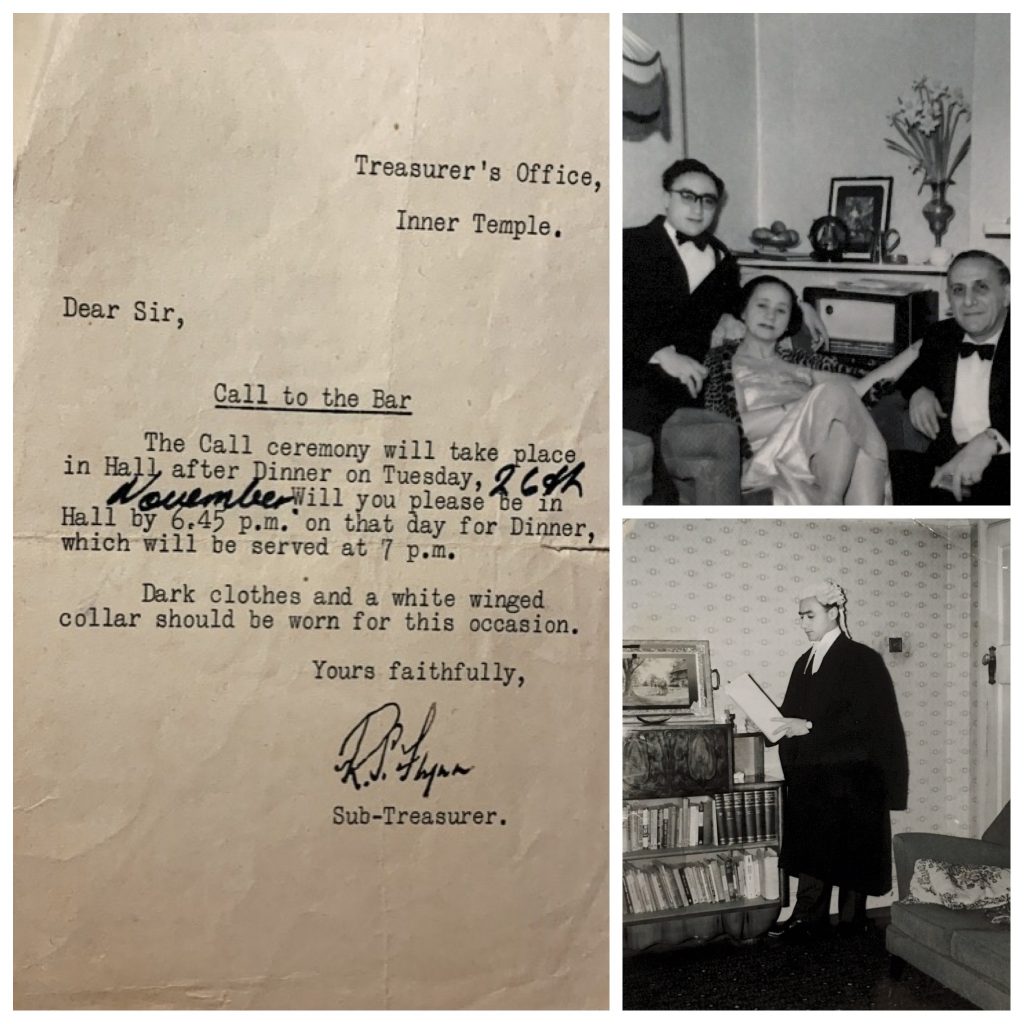 Treasurer's Office,
Inner Temple.
Dear Sir,
Call to the Bar
The Call ceremony will take place
in Hall after Dinner on Tuesday, 26th
November. Will you please be in
Hall by 6.45 p.m. on that day for Dinner,
which will be served at 7 p.m.
Dark clothes and a white winged
collar should be worn for this occasion.
Yours faithfully,
R.S. Flynn
Sub-Treasurer.